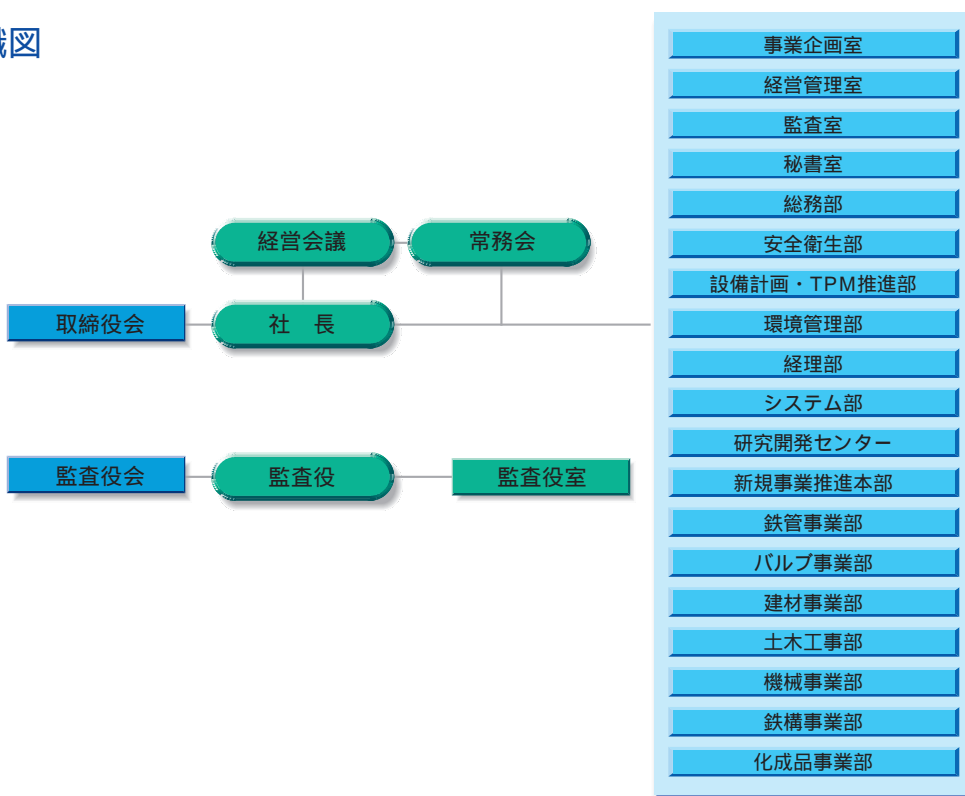 図
経営会議
常務会
取締役会
社 長
監査役会
監査役
監査役室
事業企画室
経営管理室
監査室
秘書室
総務部
安全衛生部
設備計画・TPM推進部
環境管理部
経理部
システム部
研究開発センター
新規事業推進本部
鉄管事業部
バルブ事業部
建材事業部
土木工事部
機械事業部
鉄構事業部
化成品事業部